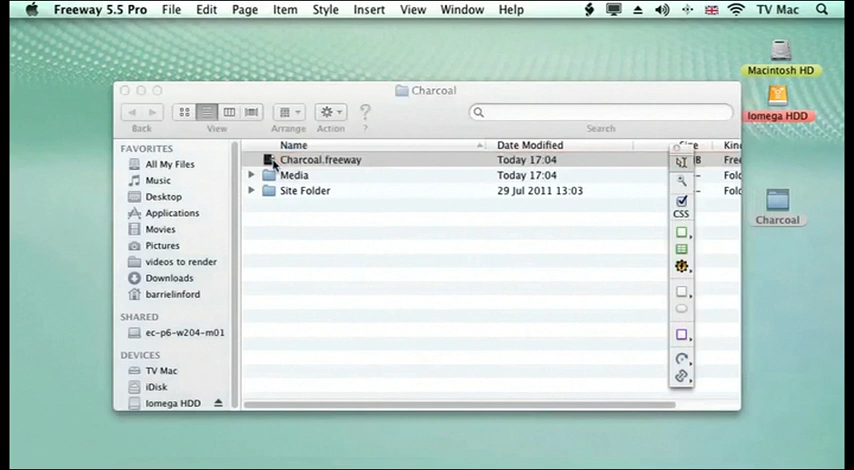 Freeway 5.5 Pro File Edit Page Item Style Insert View Window Help TV Mac
Macintosh HD
Charcoal
Iomega HDD
Back View Arrange Action ? Search
Name Date Modified Size
FAVORITES
Charcoal.freeway Today 17:04
All My Files
Media Today 17:04
Music
Site Folder 29 Jul 2011 13:03
Desktop
CSS
Charcoal
Applications
Movies
Pictures
videos to render
Downloads
barrielinford
SHARED
ec-p6-w204-m01
DEVICES
TV Mac
iDisk
Iomega HDD